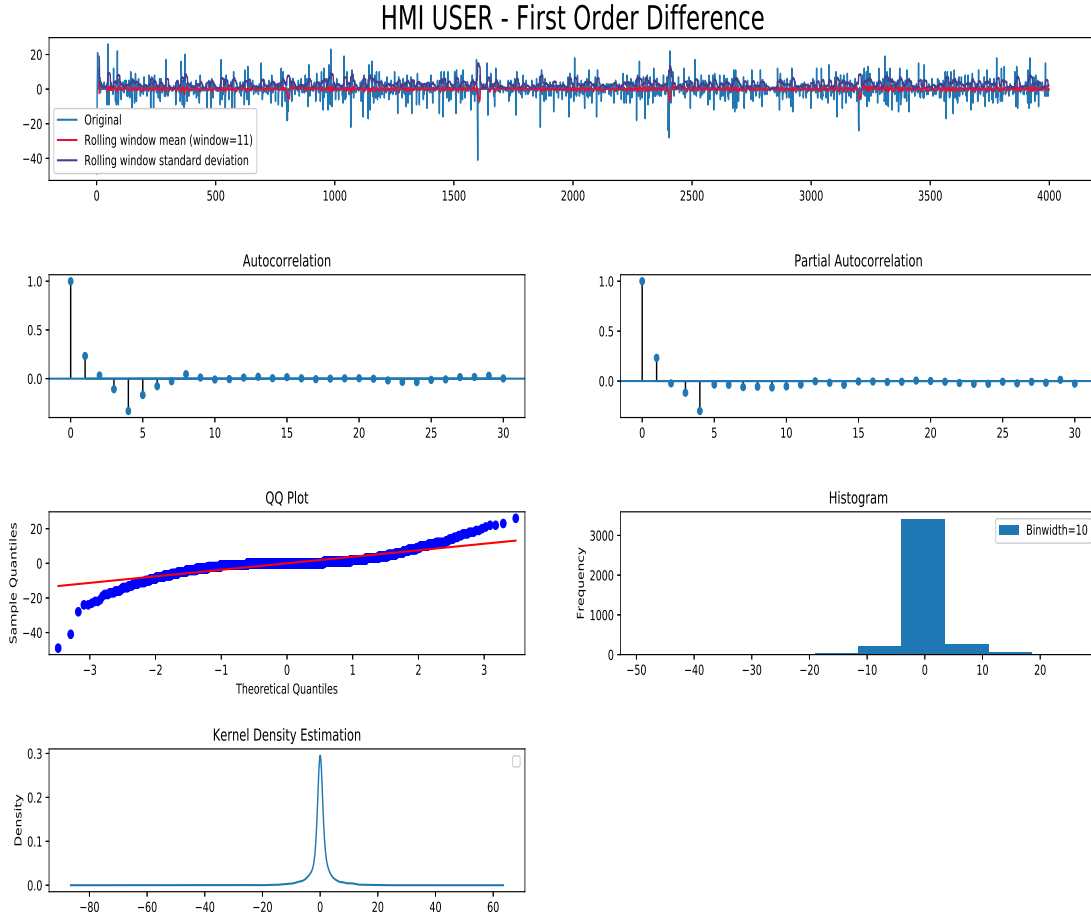 HMI USER - First Order Difference
20
0
−20
−40
Original
Rolling window mean (window=11)
Rolling window standard deviation
0 500 1000 1500 2000 2500 3000 3500 4000
Autocorrelation
1.0
0.5
0.0
0 5 10 15 20 25 30
Partial Autocorrelation
1.0
0.5
0.0
0 5 10 15 20 25 30
QQ Plot
Sample Quantiles
20
0
−20
−40
−3 −2 −1 0 1 2 3
Theoretical Quantiles
Histogram
Frequency
3000
2000
1000
0
Binwidth=10
−50 −40 −30 −20 −10 0 10 20
Kernel Density Estimation
Density
0.3
0.2
0.1
0.0
−80 −60 −40 −20 0 20 40 60